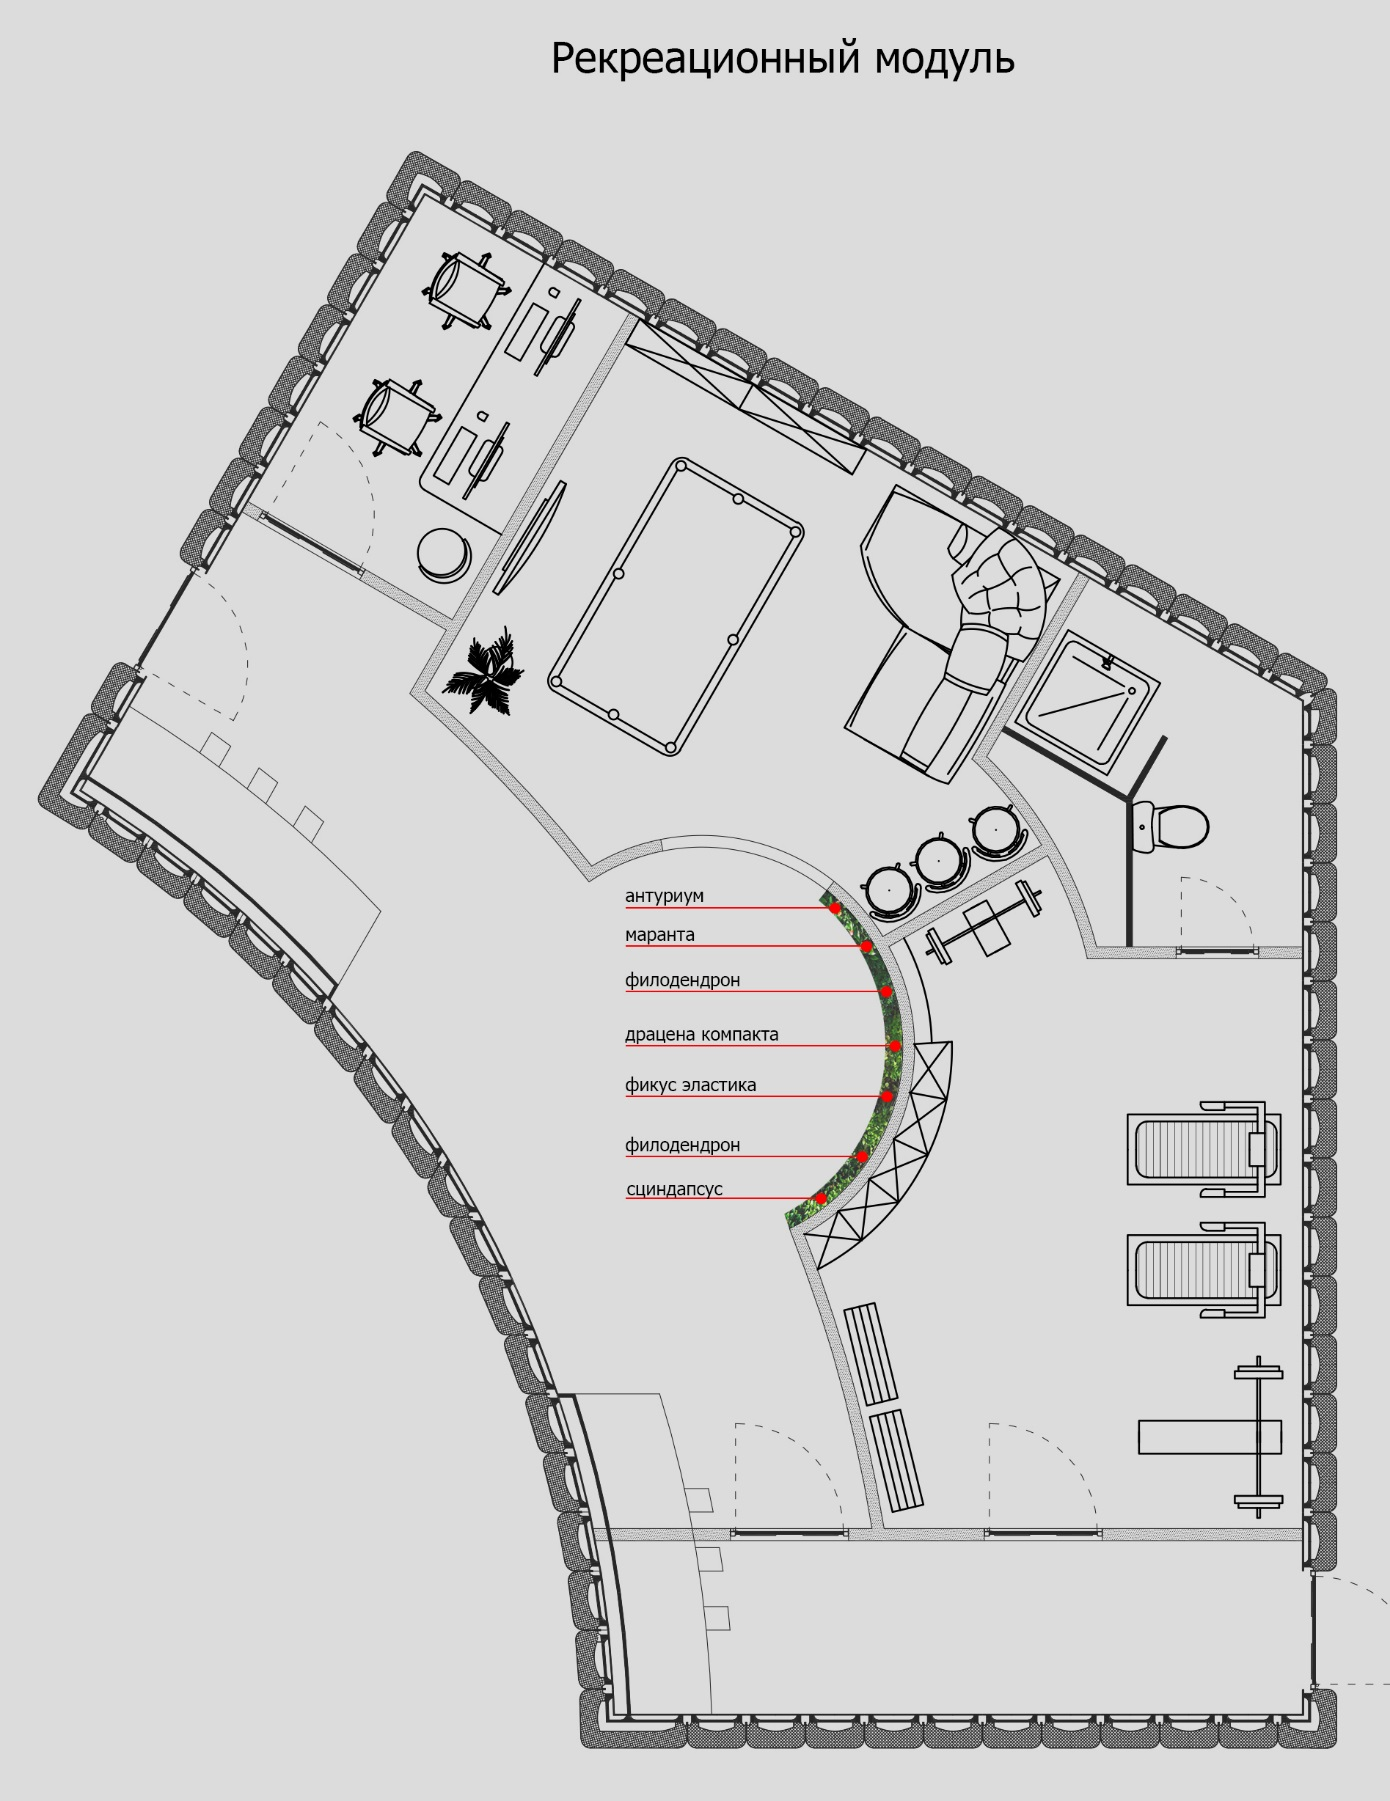 Рекреационный модуль
антуриум
маранта
филодендрон
драцена компакта
фикус эластика
филодендрон
сциндапсус